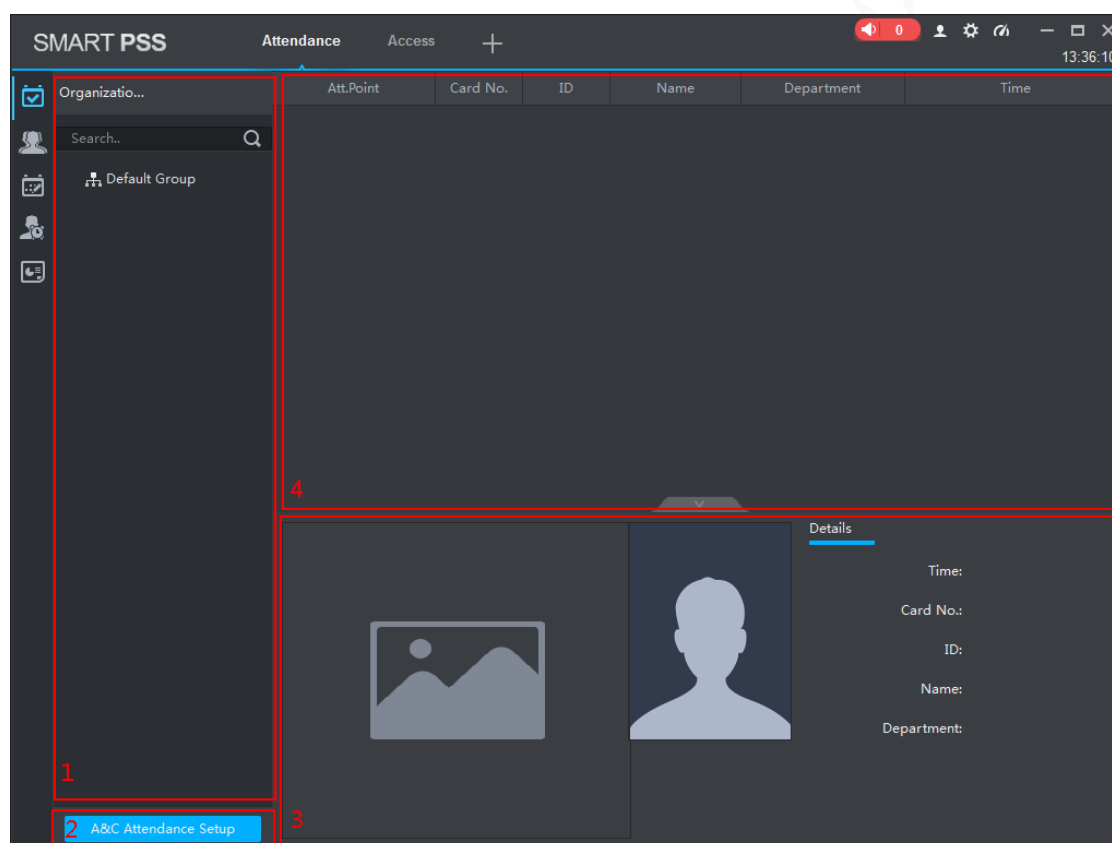 SMART PSS Attendance Access 0
13:36:10
Organizatio... Att.Point Card No. ID Name Department Time
Search..
Default Group
4
Details
Time:
Card No.:
ID:
Name:
Department:
1
3
2 A&C Attendance Setup